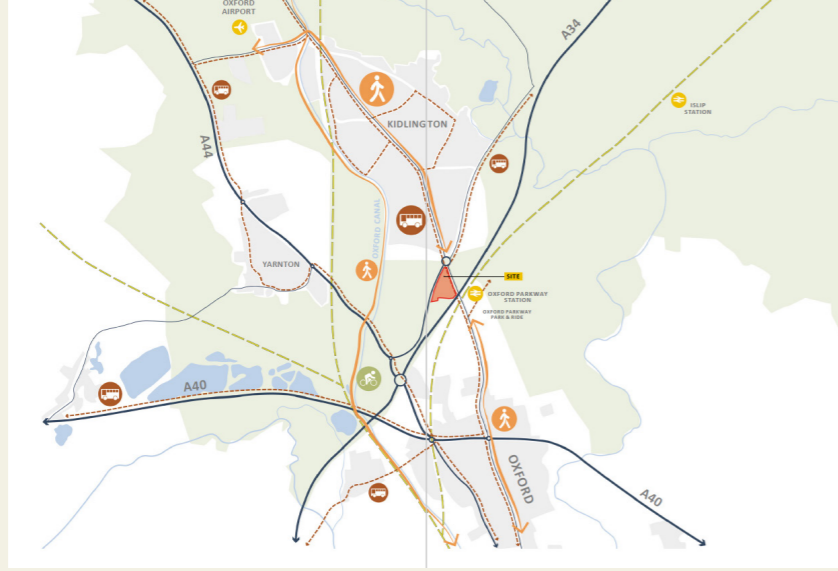 OXFORD
AIRPORT
A34
ISLIP
STATION
KIDLINGTON
A44
OXFORD CANAL
YARNTON
SITE
OXFORD PARKWAY
STATION
OXFORD PARKWAY
PARK & RIDE
A40
OXFORD
A40